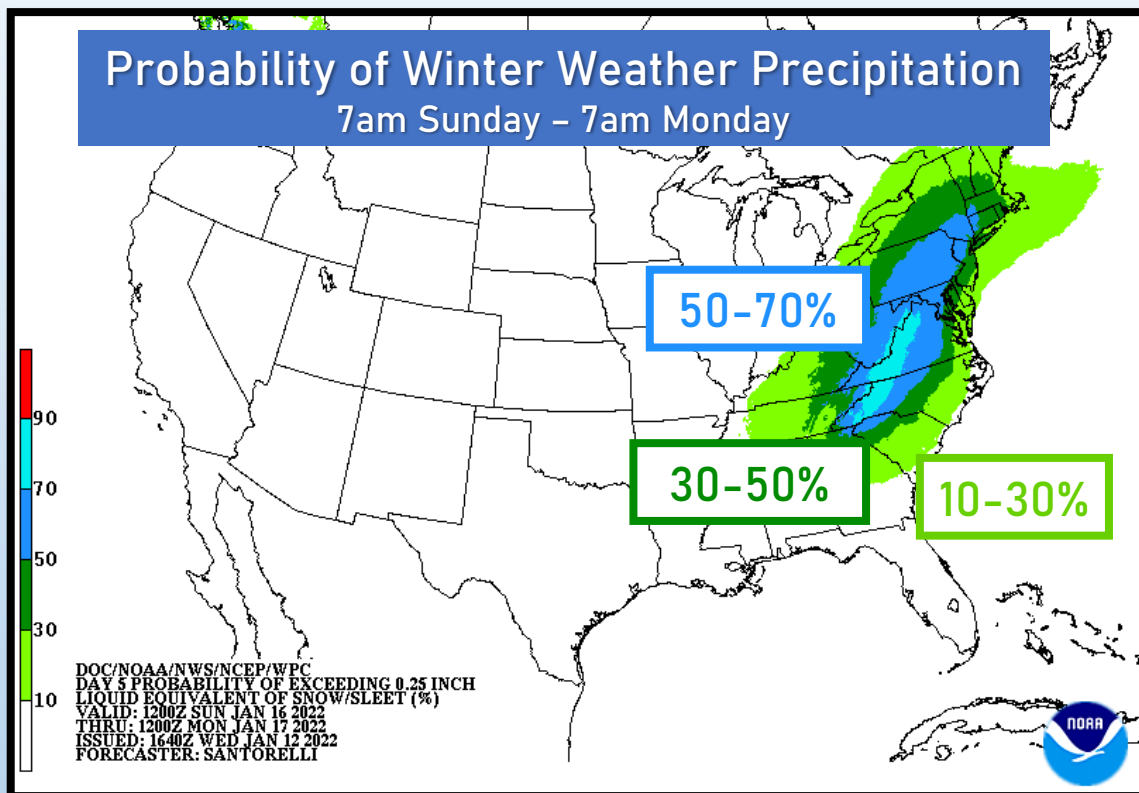 Probability of Winter Weather Precipitation
7am Sunday – 7am Monday
50-70%
30-50%
10-30%
90
70
50
30
10
DOC/NOAA/NWS/NCEP/WPC
DAY 5 PROBABILITY OF EXCEEDING 0.25 INCH
LIQUID EQUIVALENT OF SNOW/SLEET (%)
VALID: 1200Z SUN JAN 16 2022
THRU: 1200Z MON JAN 17 2022
ISSUED: 1640Z WED JAN 12 2022
FORECASTER: SANTORELLI
NOAA